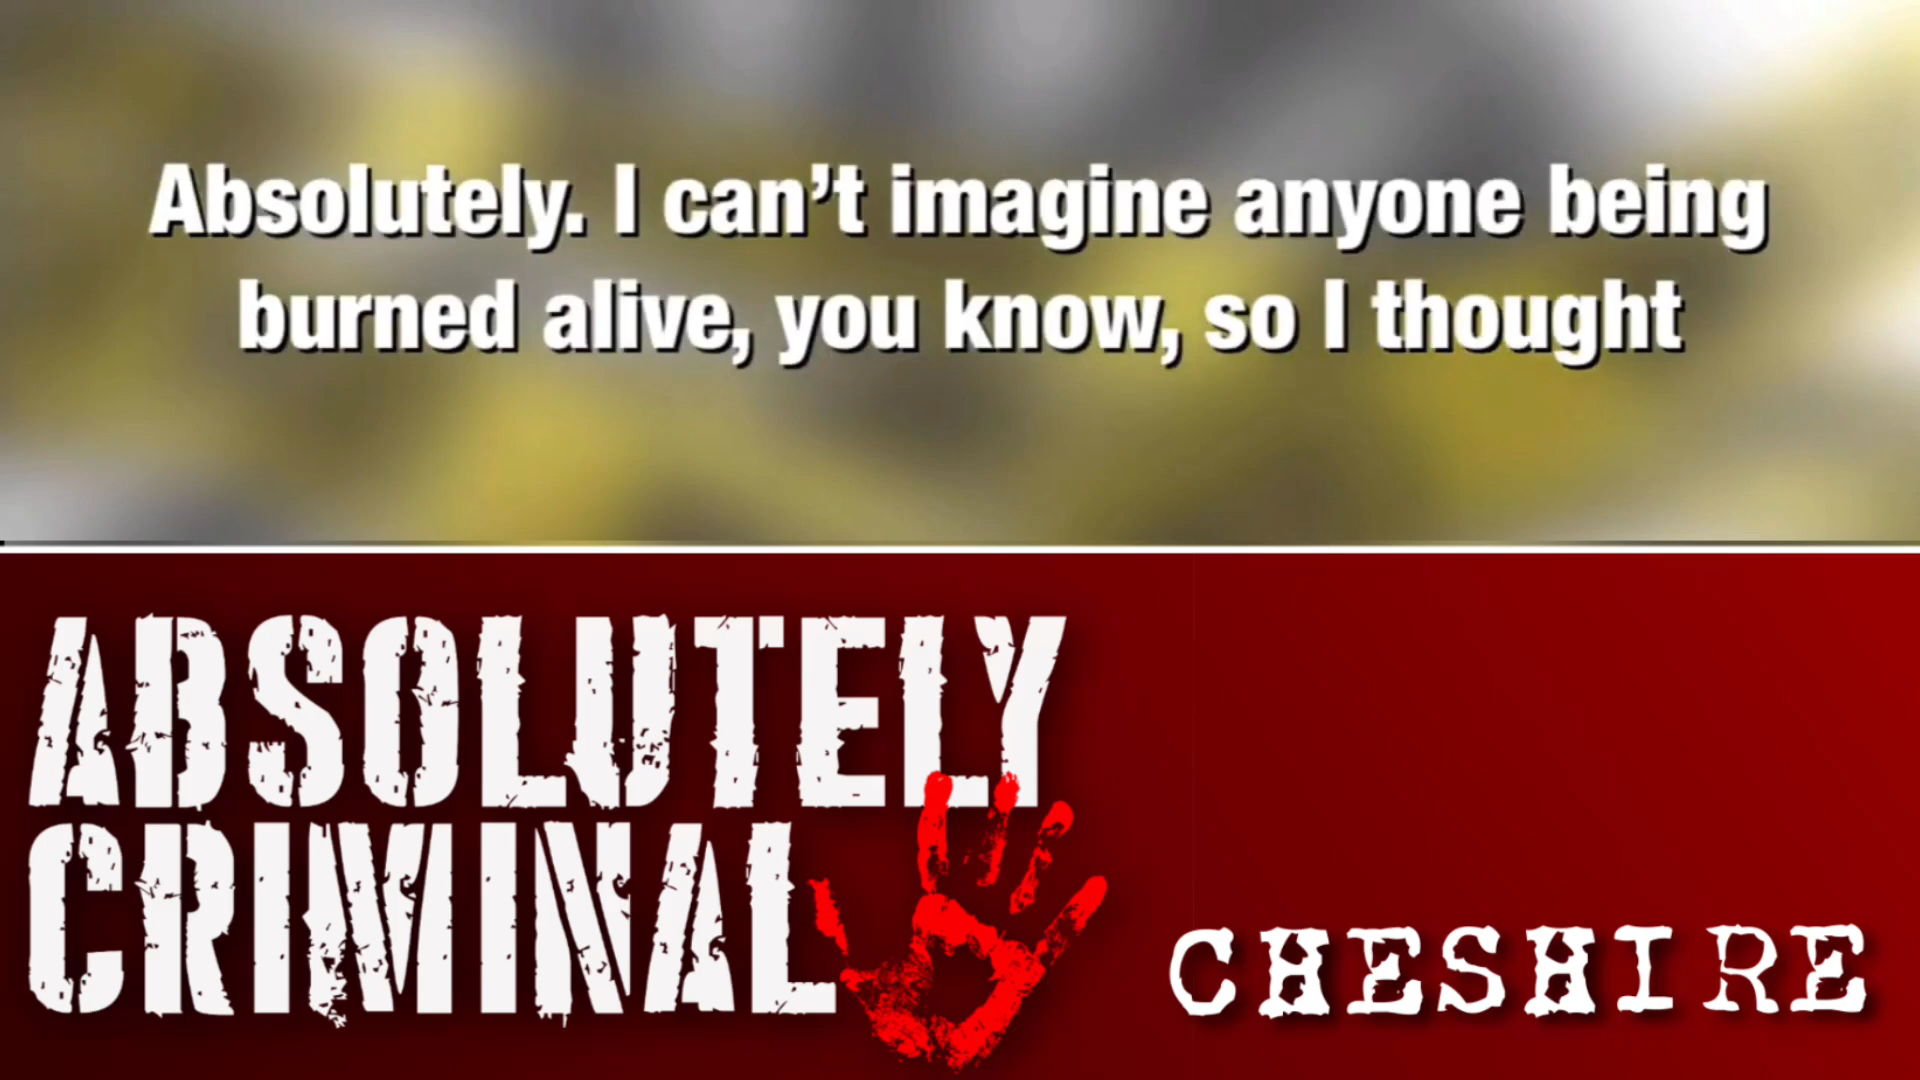 Absolutely. I can’t imagine anyone being
burned alive, you know, so I thought
ABSOLUTELY
CRIMINAL
CHESHIRE